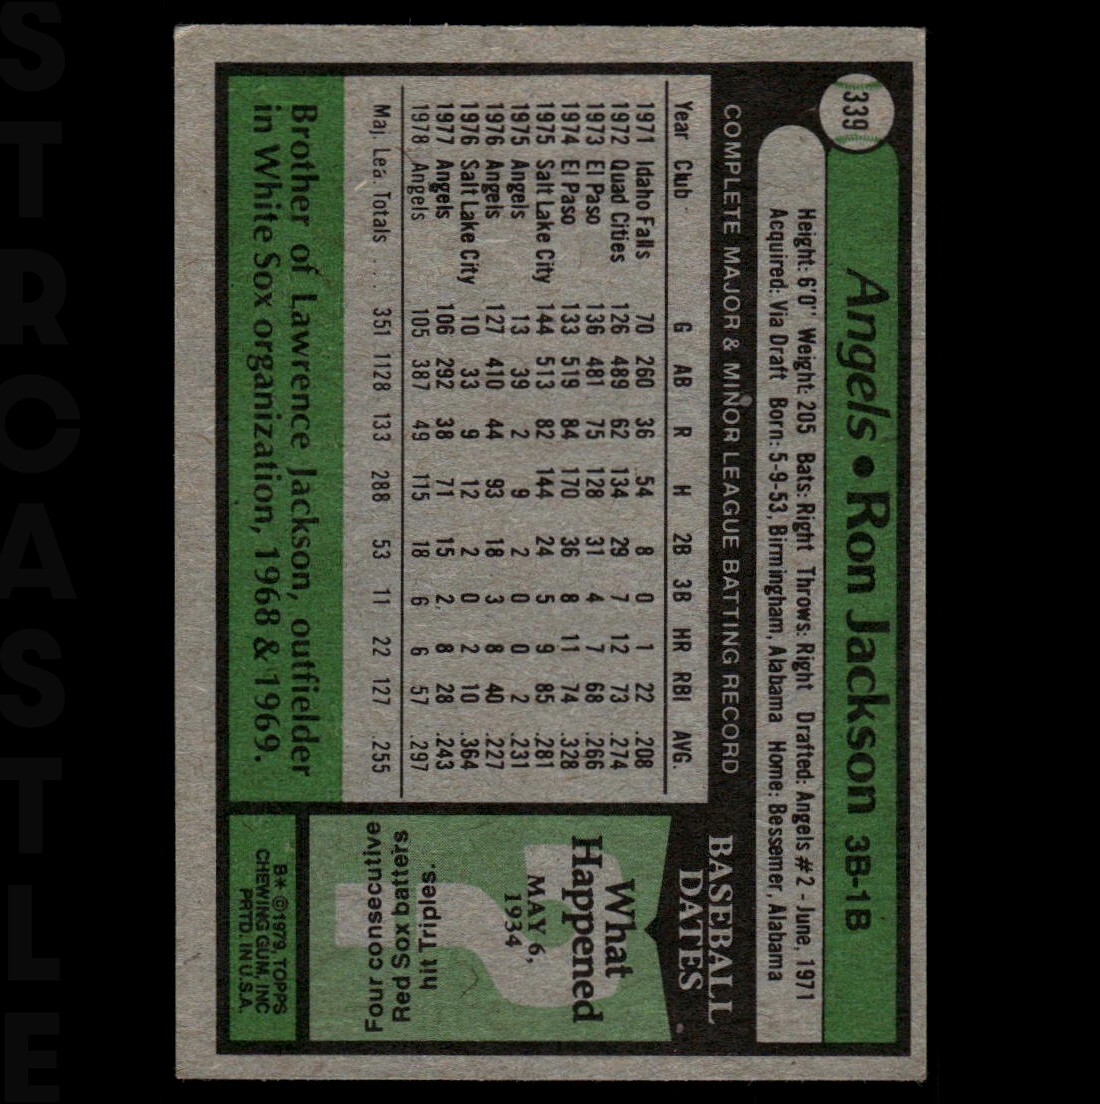 STRCASTLE
339
Angels • Ron Jackson 3B-1B
Height: 6'0" Weight: 205 Bats: Right Throws: Right Drafted: Angels #2 - June, 1971
Acquired: Via Draft Born: 5-9-53, Birmingham, Alabama Home: Bessemer, Alabama
COMPLETE MAJOR & MINOR LEAGUE BATTING RECORD
Year Club G AB R H 2B 3B HR RBI AVG.
1971 Idaho Falls 70 260 36 54 8 0 1 22 .208
1972 Quad Cities 126 489 62 134 29 7 12 73 .274
1973 El Paso 136 481 75 128 31 4 7 68 .266
1974 El Paso 133 519 84 170 36 8 11 74 .328
1975 Salt Lake City 144 513 82 144 24 5 9 85 .281
1975 Angels 13 39 2 9 2 0 0 2 .231
1976 Angels 127 410 44 93 18 3 8 40 .227
1976 Salt Lake City 10 33 9 12 2 0 2 10 .364
1977 Angels 106 292 38 71 15 2 8 28 .243
1978 Angels 105 387 49 115 18 6 6 57 .297
Maj. Lea. Totals . . . 351 1128 133 288 53 11 22 127 .255
Brother of Lawrence Jackson, outfielder
in White Sox organization, 1968 & 1969.
BASEBALL
DATES
What
Happened
MAY 6,
1934
?
Four consecutive
Red Sox batters
hit Triples.
B* ©1979, TOPPS
CHEWING GUM, INC
PRTD. IN U.S.A.